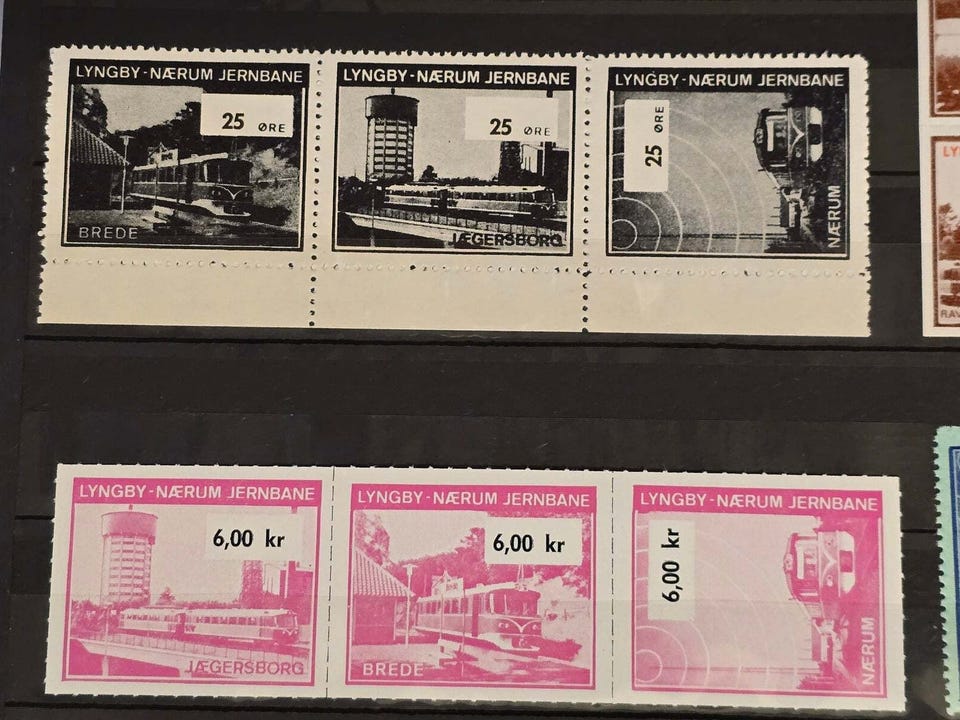 LYNGBY-NÆRUM JERNBANE
25 ØRE
BREDE
LYNGBY-NÆRUM JERNBANE
25 ØRE
JÆGERSBORG
LYNGBY-NÆRUM JERNBANE
25 ØRE
NÆRUM
LY
RAV
LYNGBY-NÆRUM JERNBANE
6,00 kr
JÆGERSBORG
LYNGBY-NÆRUM JERNBANE
6,00 kr
BREDE
LYNGBY-NÆRUM JERNBANE
6,00 kr
NÆRUM